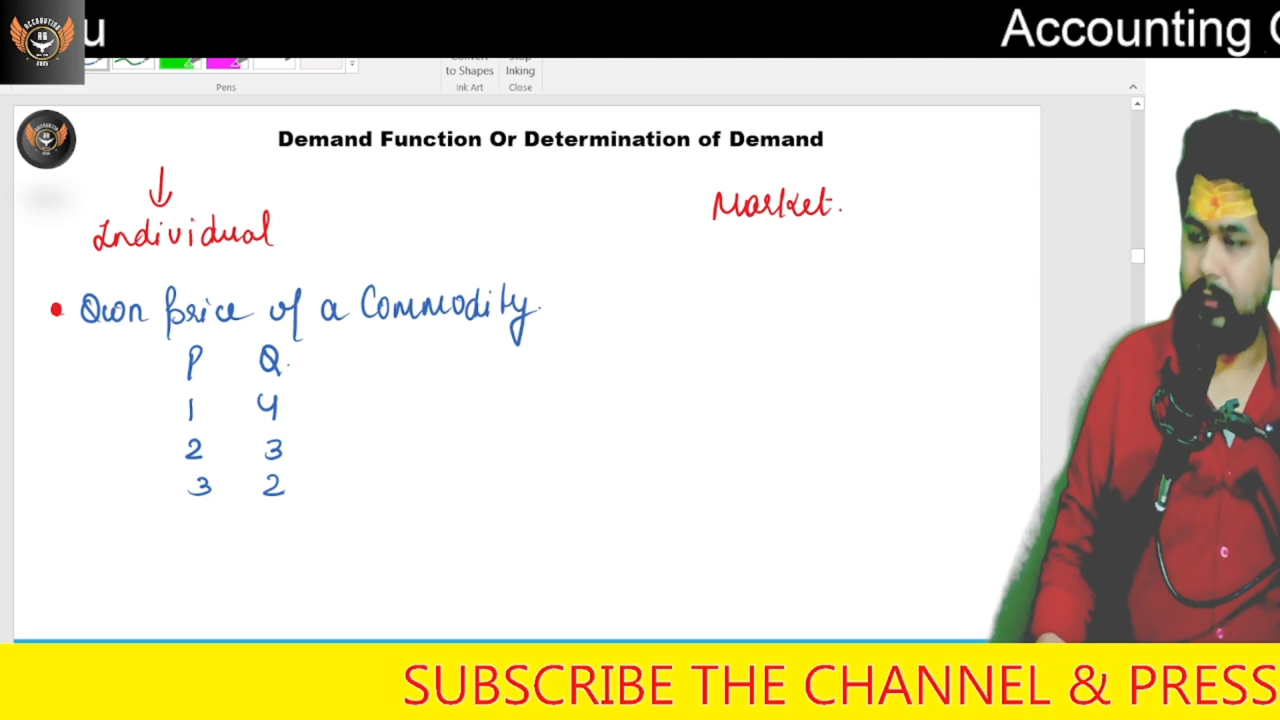 u
Accounting
Convert
to Shapes
Stop
Inking
Pens
Ink Art
Close
Demand Function Or Determination of Demand
Individual
Market.
• Own price of a Commodity.
P Q
1 4
2 3
3 2
SUBSCRIBE THE CHANNEL & PRESS